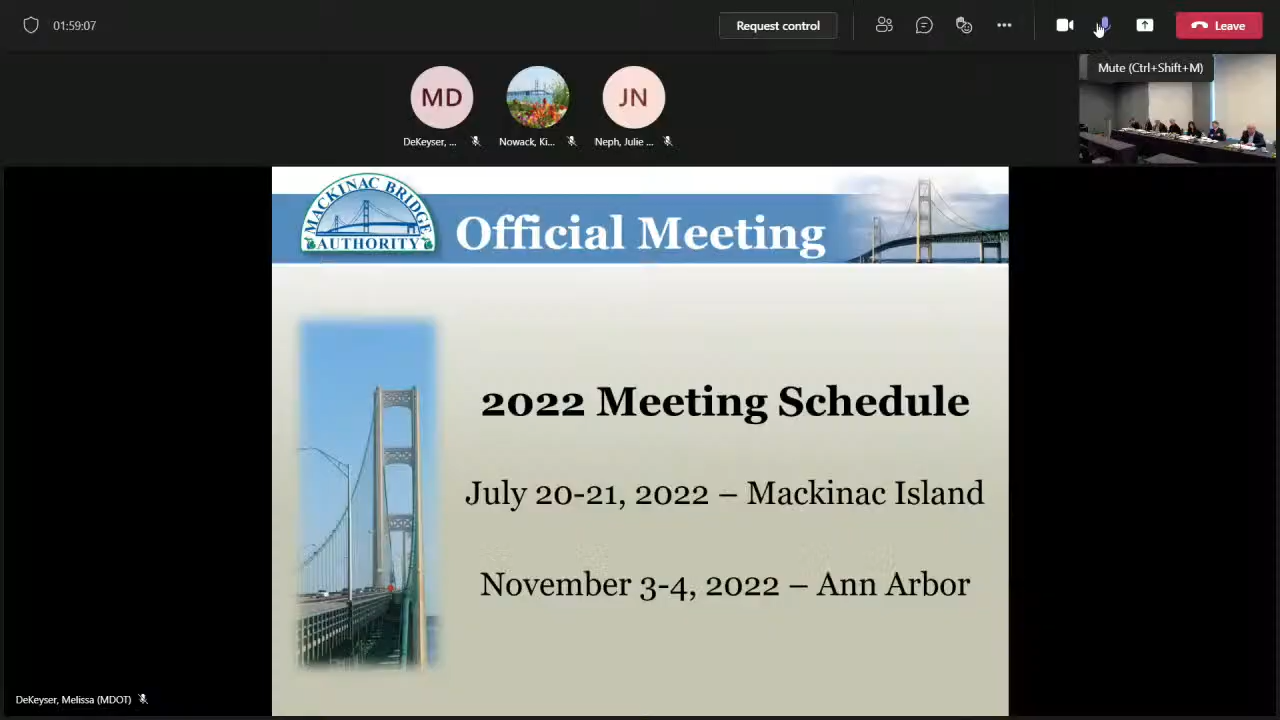 01:59:07
Request control
Leave
Mute (Ctrl+Shift+M)
MD
JN
DeKeyser, ...
Nowack, Ki...
Neph, Julie ...
MACKINAC BRIDGE
AUTHORITY
Official Meeting
2022 Meeting Schedule
July 20-21, 2022 – Mackinac Island
November 3-4, 2022 – Ann Arbor
DeKeyser, Melissa (MDOT)